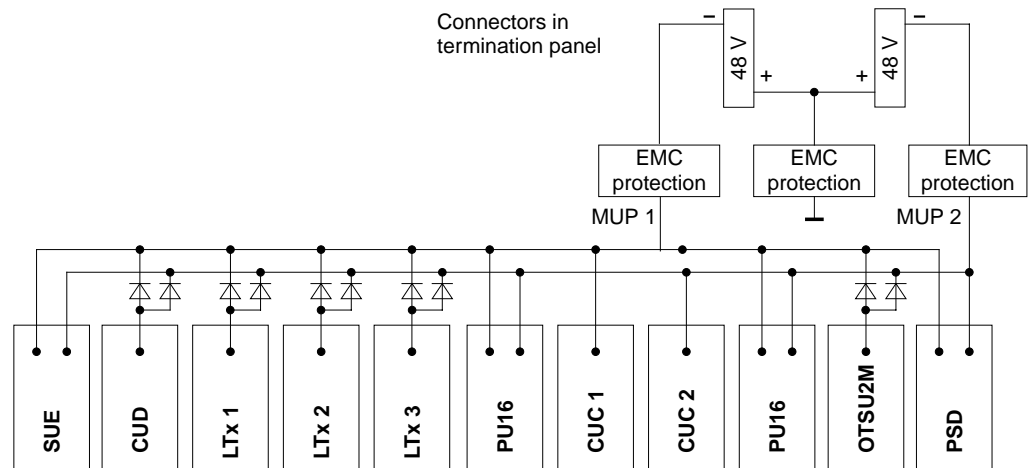 Connectors in
termination panel
–
48 V
+
+
48 V
–
EMC
protection
EMC
protection
EMC
protection
MUP 1
MUP 2
SUE
CUD
LTx 1
LTx 2
LTx 3
PU16
CUC 1
CUC 2
PU16
OTSU2M
PSD